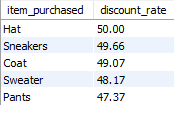 item_purchased discount_rate
Hat 50.00
Sneakers 49.66
Coat 49.07
Sweater 48.17
Pants 47.37